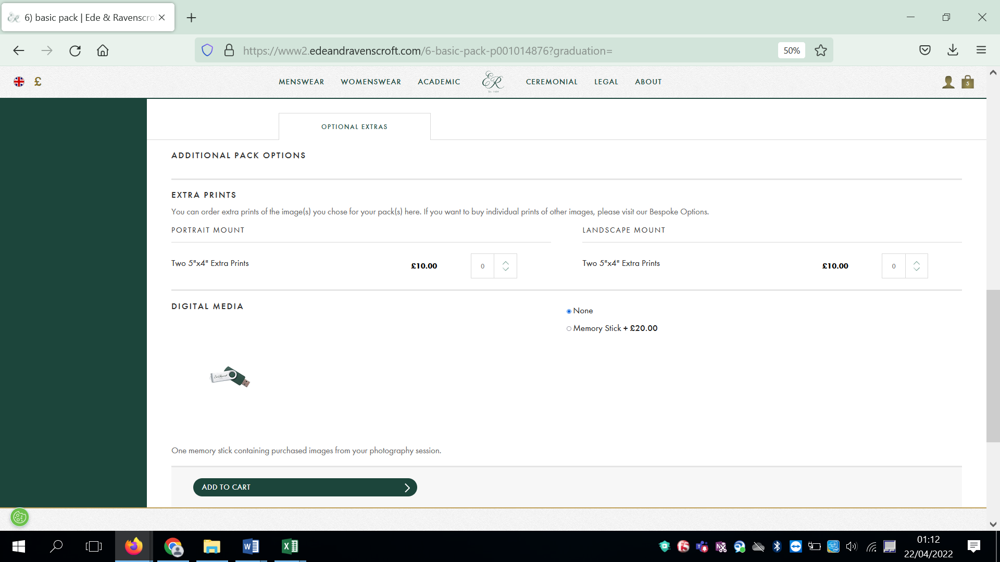 6) basic pack | Ede & Ravenscro
https://www2.edeandravenscroft.com/6-basic-pack-p001014876?graduation=
50%
£
MENSWEAR
WOMENSWEAR
ACADEMIC
ER
CEREMONIAL
LEGAL
ABOUT
5
OPTIONAL EXTRAS
ADDITIONAL PACK OPTIONS
EXTRA PRINTS
You can order extra prints of the image(s) you chose for your pack(s) here. If you want to buy individual prints of other images, please visit our Bespoke Options.
PORTRAIT MOUNT
LANDSCAPE MOUNT
Two 5"x4" Extra Prints
£10.00
0
Two 5"x4" Extra Prints
£10.00
0
DIGITAL MEDIA
None
Memory Stick + £20.00
One memory stick containing purchased images from your photography session.
ADD TO CART
01:12
22/04/2022